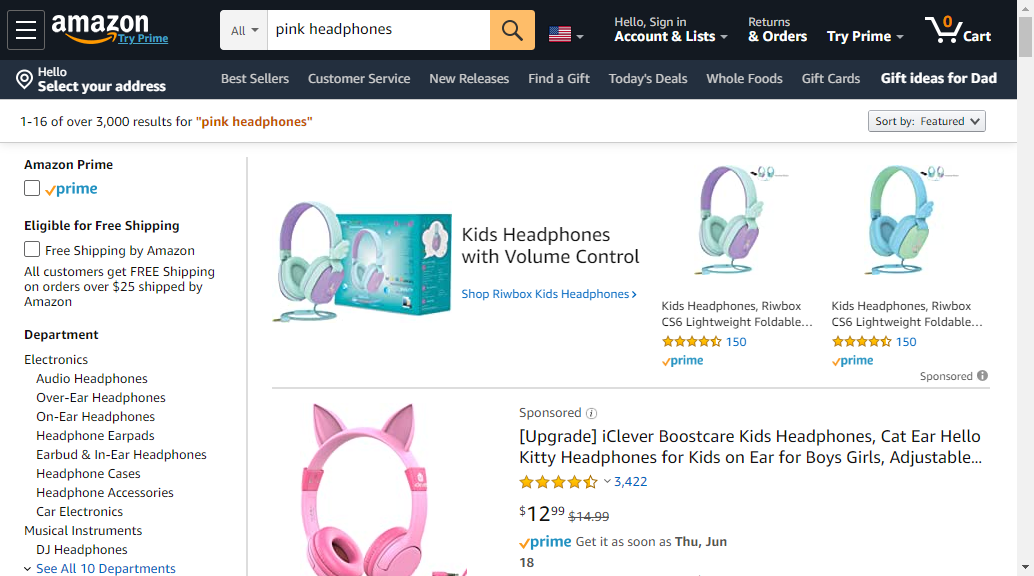 amazon
Try Prime
All
pink headphones
Hello, Sign in
Account & Lists
Returns
& Orders
Try Prime
0
Cart
Hello
Select your address
Best Sellers
Customer Service
New Releases
Find a Gift
Today's Deals
Whole Foods
Gift Cards
Gift ideas for Dad
1-16 of over 3,000 results for "pink headphones"
Sort by: Featured
Amazon Prime
prime
Eligible for Free Shipping
Free Shipping by Amazon
All customers get FREE Shipping
on orders over $25 shipped by
Amazon
Department
Electronics
Audio Headphones
Over-Ear Headphones
On-Ear Headphones
Headphone Earpads
Earbud & In-Ear Headphones
Headphone Cases
Headphone Accessories
Car Electronics
Musical Instruments
DJ Headphones
See All 10 Departments
Kids Headphones
with Volume Control
Shop Riwbox Kids Headphones
Kids Headphones, Riwbox
CS6 Lightweight Foldable...
150
prime
Kids Headphones, Riwbox
CS6 Lightweight Foldable...
150
prime
Sponsored
Sponsored
[Upgrade] iClever Boostcare Kids Headphones, Cat Ear Hello
Kitty Headphones for Kids on Ear for Boys Girls, Adjustable...
3,422
$1299 $14.99
prime Get it as soon as Thu, Jun
18